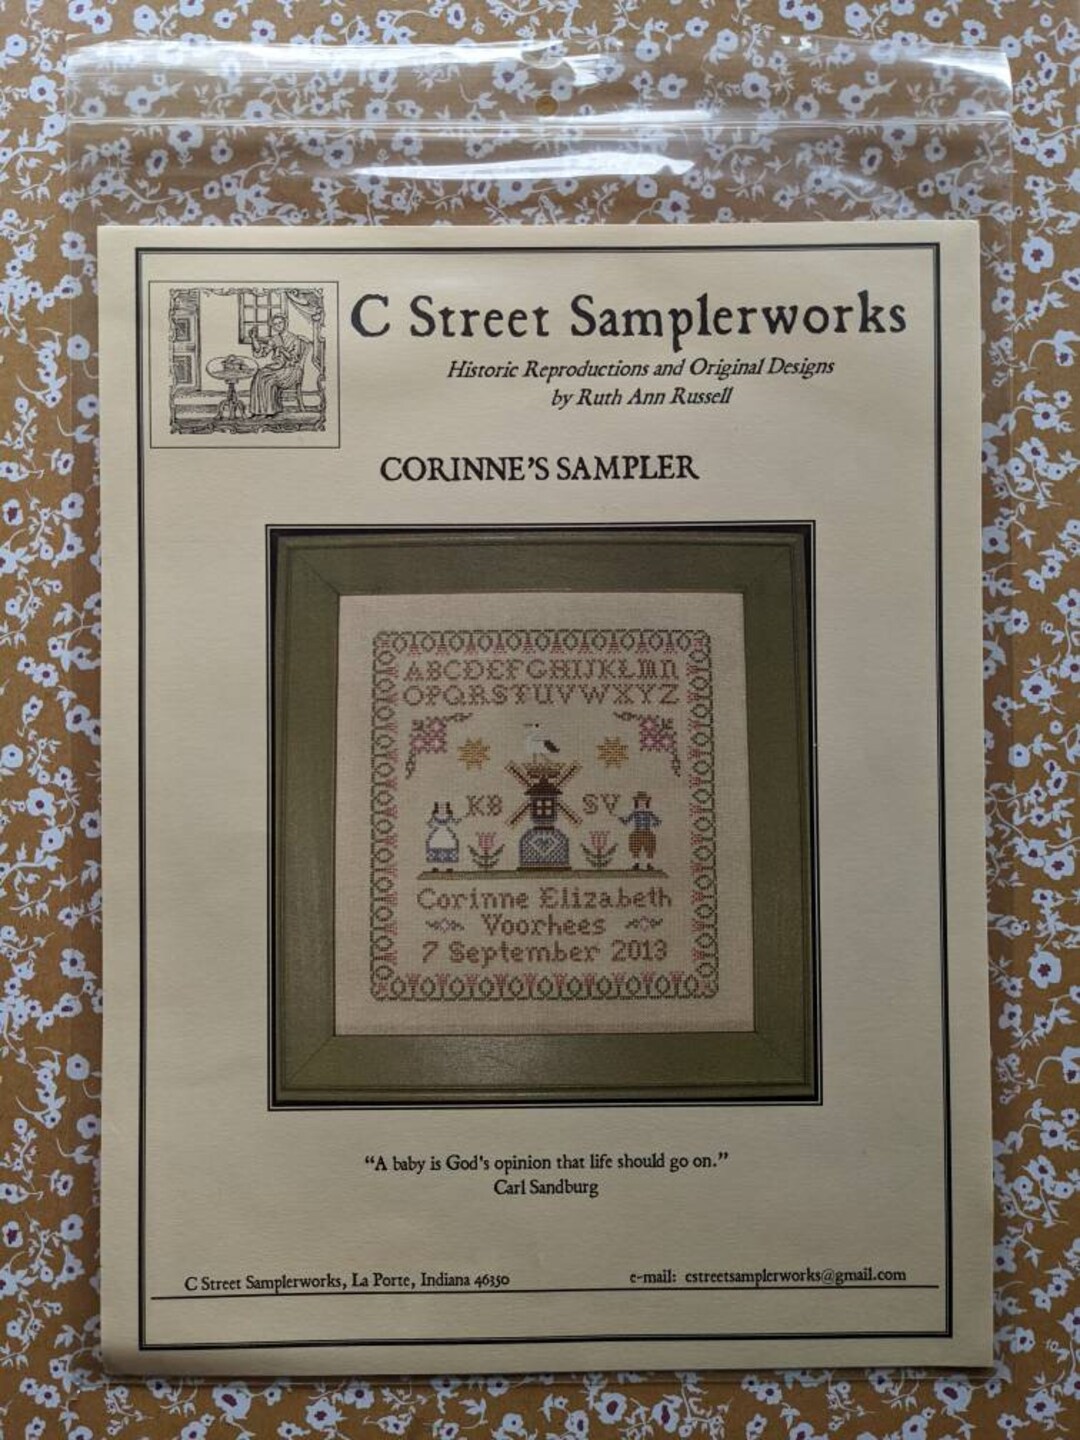 C Street Samplerworks
Historic Reproductions and Original Designs
by Ruth Ann Russell
CORINNE'S SAMPLER
ABCDEFGHIJKLMN
OPQRSTUVWXYZ
KB SV
Corinne Elizabeth
Voorhees
7 September 2013
“A baby is God's opinion that life should go on.”
Carl Sandburg
C Street Samplerworks, La Porte, Indiana 46350
e-mail: cstreetsamplerworks@gmail.com